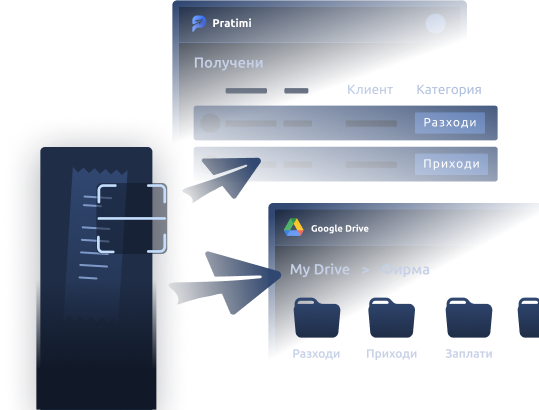 Pratimi
Получени
Клиент Категория
Разходи
Приходи
Google Drive
My Drive > Фирма
Разходи Приходи Заплати